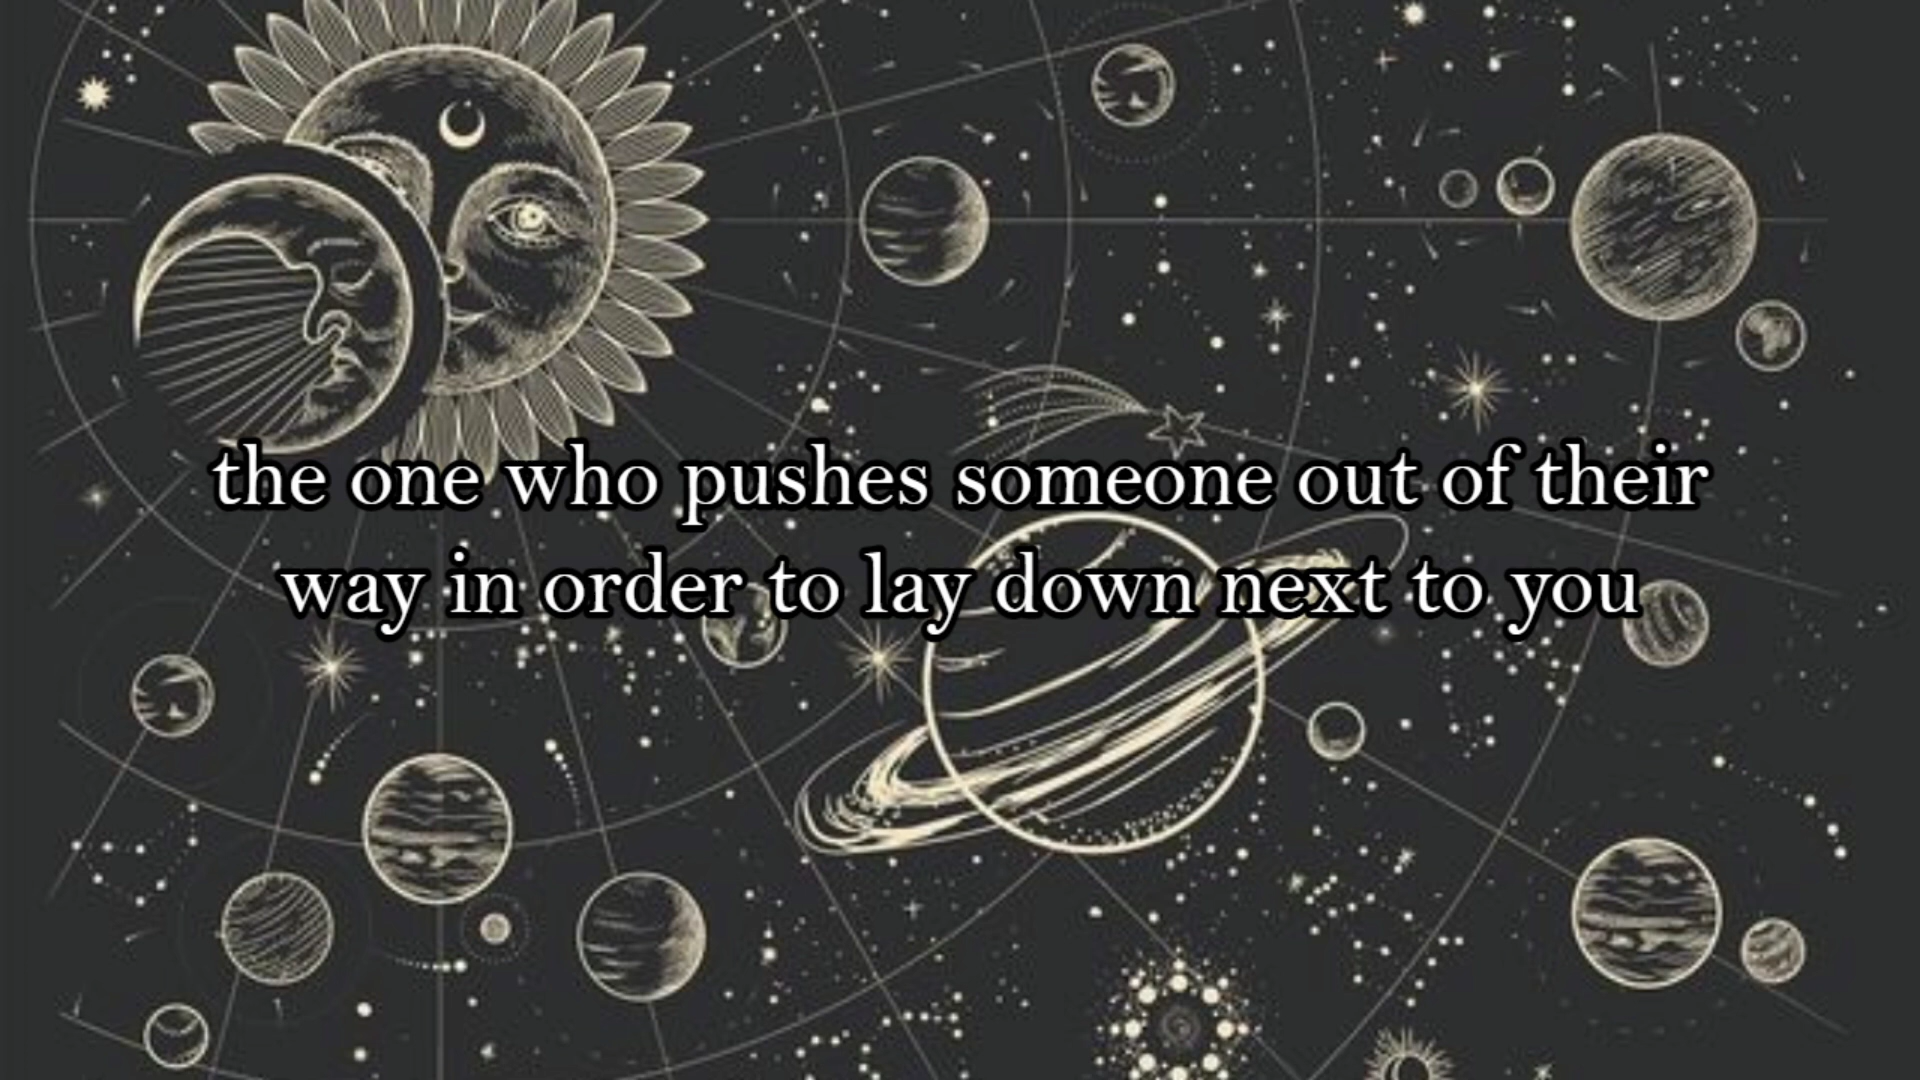 the one who pushes someone out of their
way in order to lay down next to you